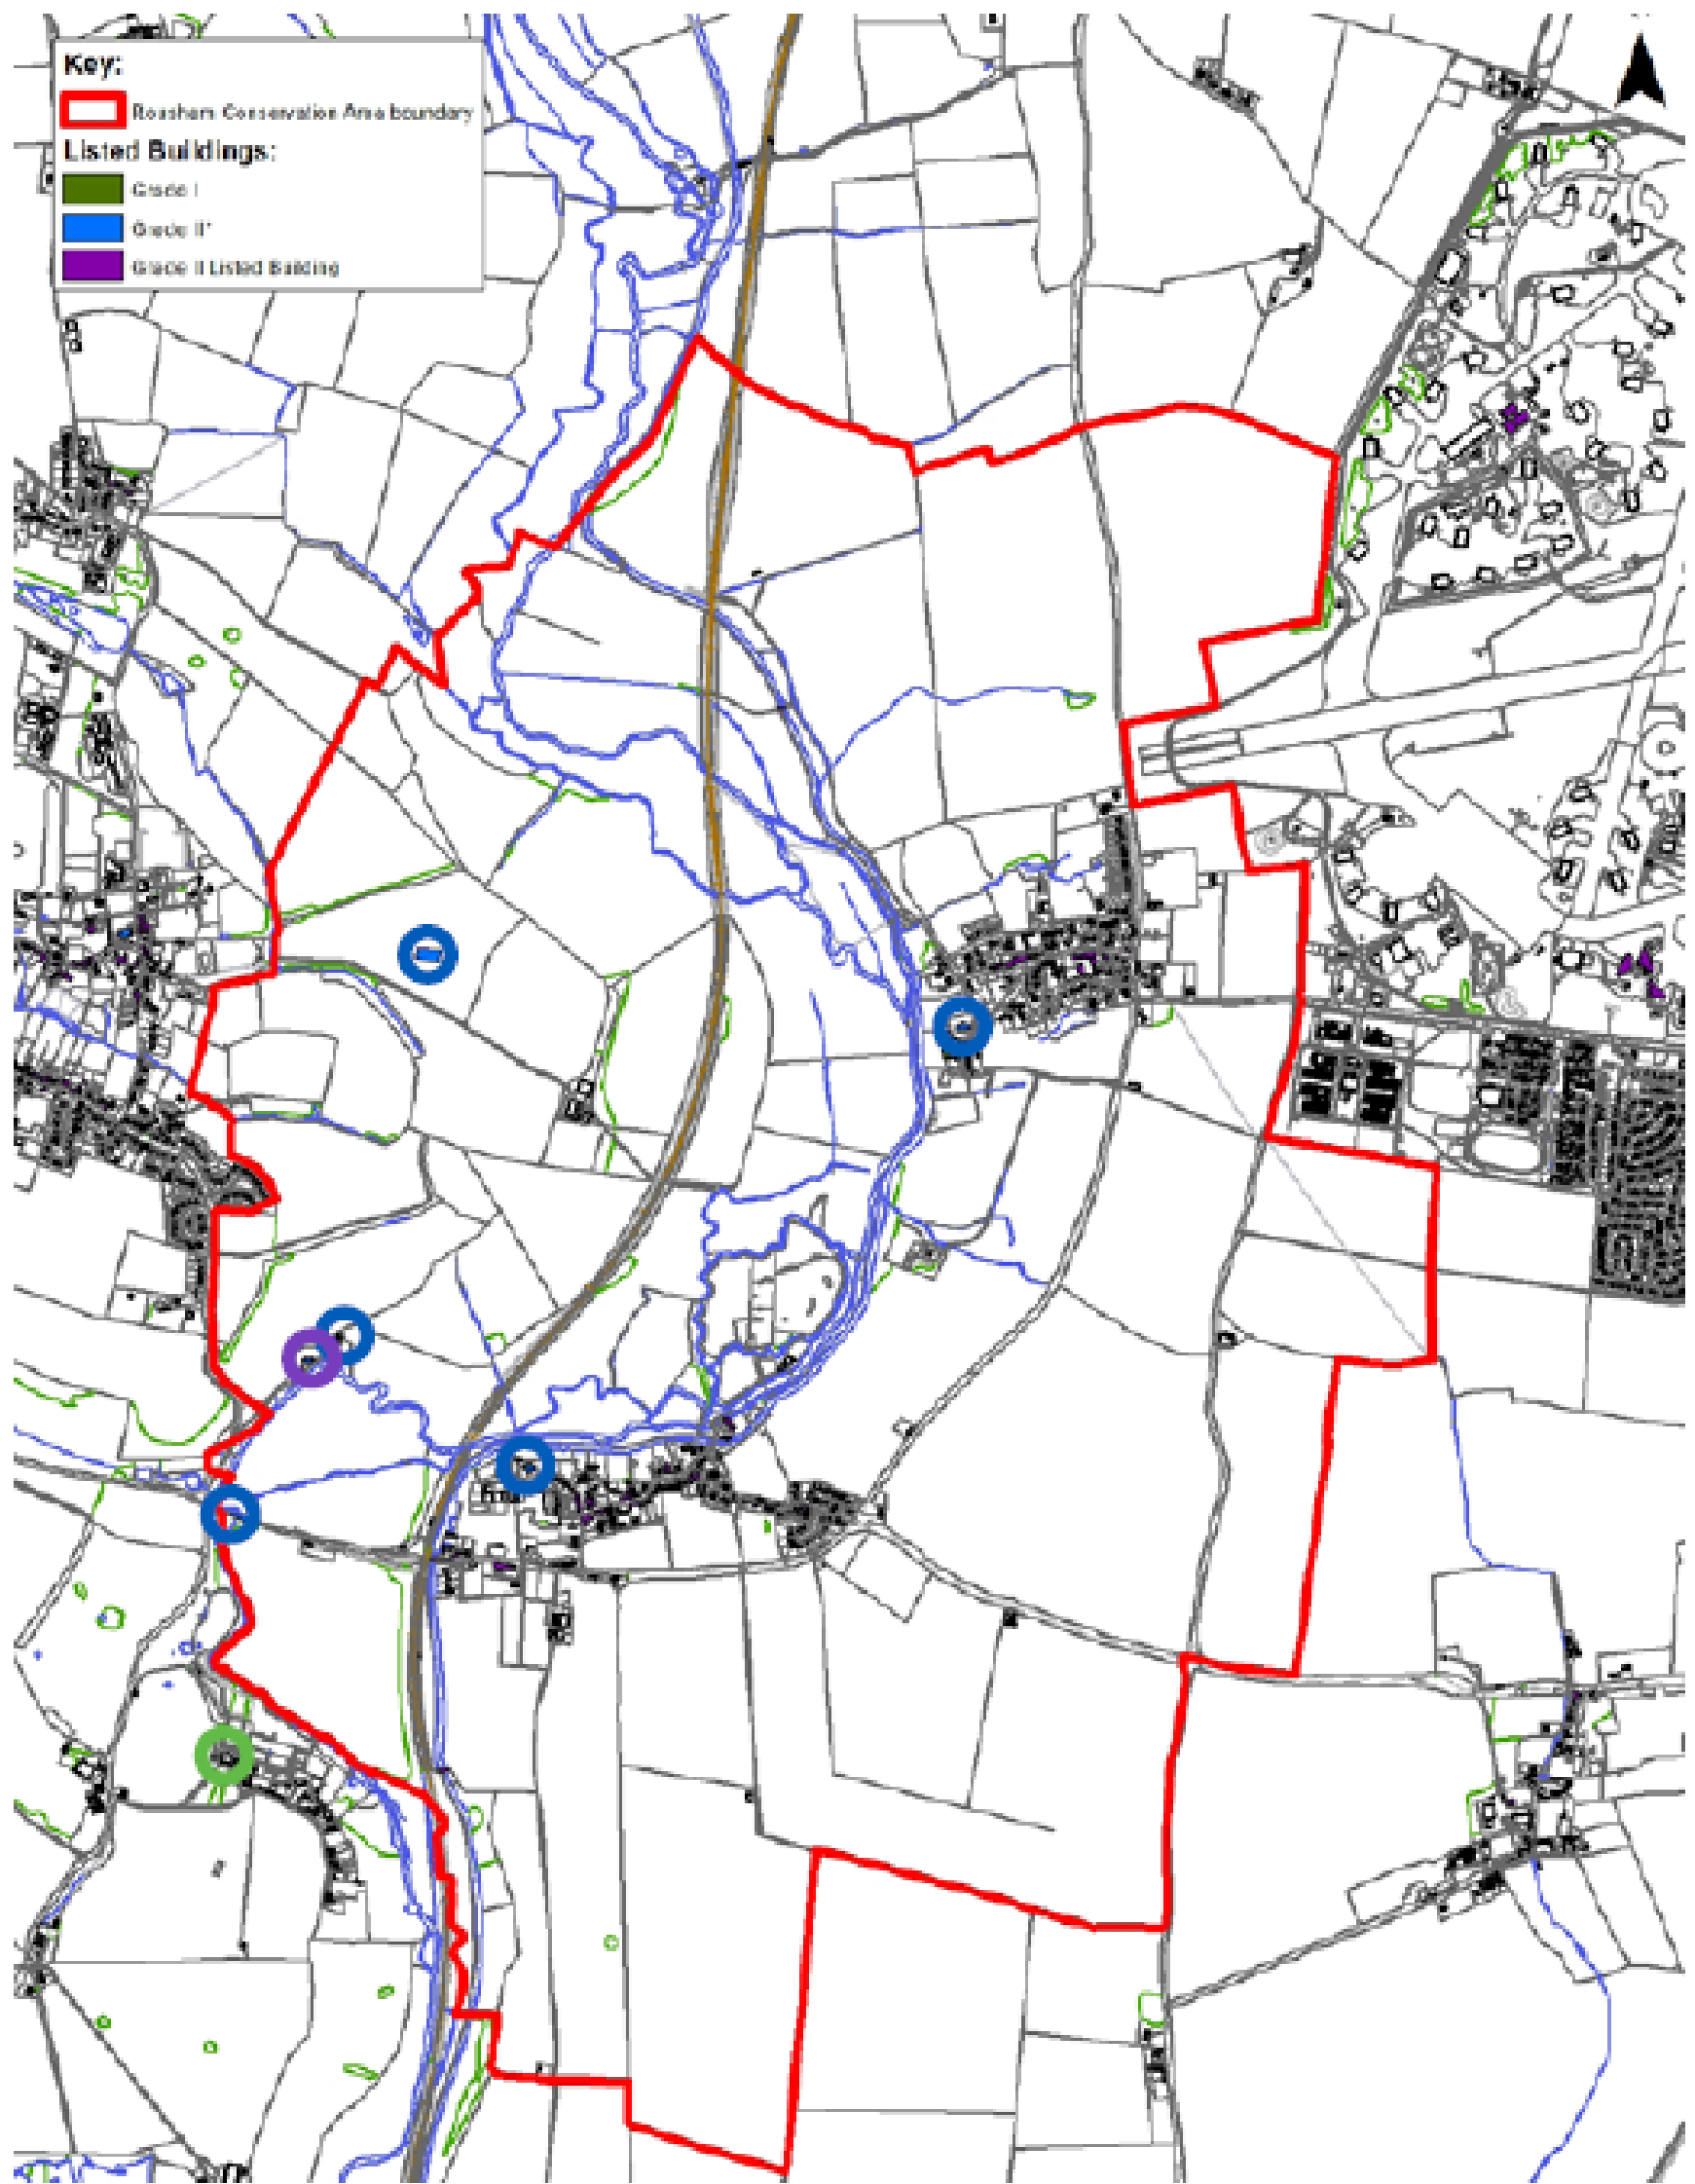 Key:
Rousham Conservation Area boundary
Listed Buildings:
Grade I
Grade II*
Grade II Listed Building